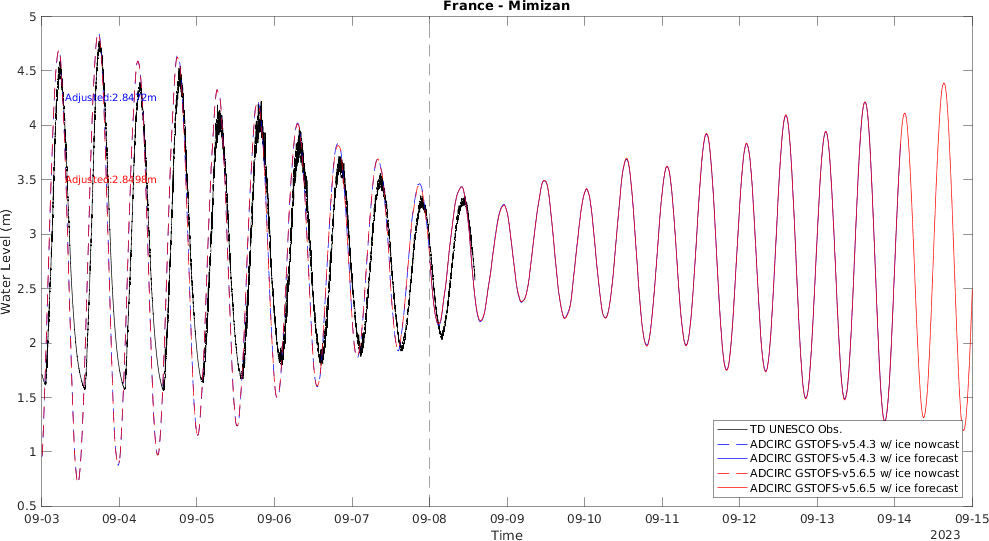 France - Mimizan
5
4.5
4
3.5
3
2.5
2
1.5
1
0.5
Water Level (m)
Adjusted:2.8472m
Adjusted:2.8498m
TD UNESCO Obs.
ADCIRC GSTOFS-v5.4.3 w/ ice nowcast
ADCIRC GSTOFS-v5.4.3 w/ ice forecast
ADCIRC GSTOFS-v5.6.5 w/ ice nowcast
ADCIRC GSTOFS-v5.6.5 w/ ice forecast
09-03 09-04 09-05 09-06 09-07 09-08 09-09 09-10 09-11 09-12 09-13 09-14 09-15
Time
2023